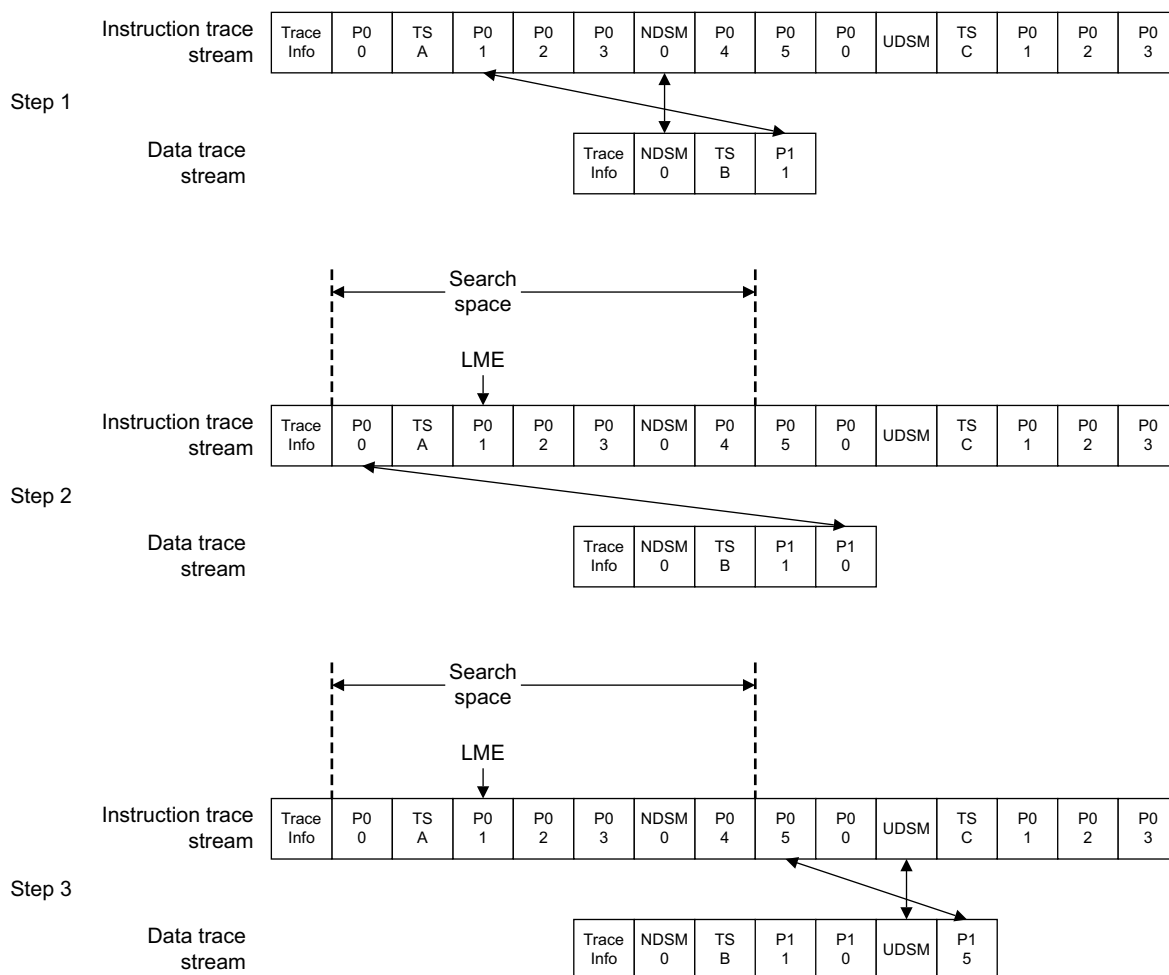 Instruction trace
stream
Trace
Info
P0
0
TS
A
P0
1
P0
2
P0
3
NDSM
0
P0
4
P0
5
P0
0
UDSM
TS
C
P0
1
P0
2
P0
3
Step 1
Data trace
stream
Trace
Info
NDSM
0
TS
B
P1
1
Search
space
LME
Instruction trace
stream
Trace
Info
P0
0
TS
A
P0
1
P0
2
P0
3
NDSM
0
P0
4
P0
5
P0
0
UDSM
TS
C
P0
1
P0
2
P0
3
Step 2
Data trace
stream
Trace
Info
NDSM
0
TS
B
P1
1
P1
0
Search
space
LME
Instruction trace
stream
Trace
Info
P0
0
TS
A
P0
1
P0
2
P0
3
NDSM
0
P0
4
P0
5
P0
0
UDSM
TS
C
P0
1
P0
2
P0
3
Step 3
Data trace
stream
Trace
Info
NDSM
0
TS
B
P1
1
P1
0
UDSM
P1
5